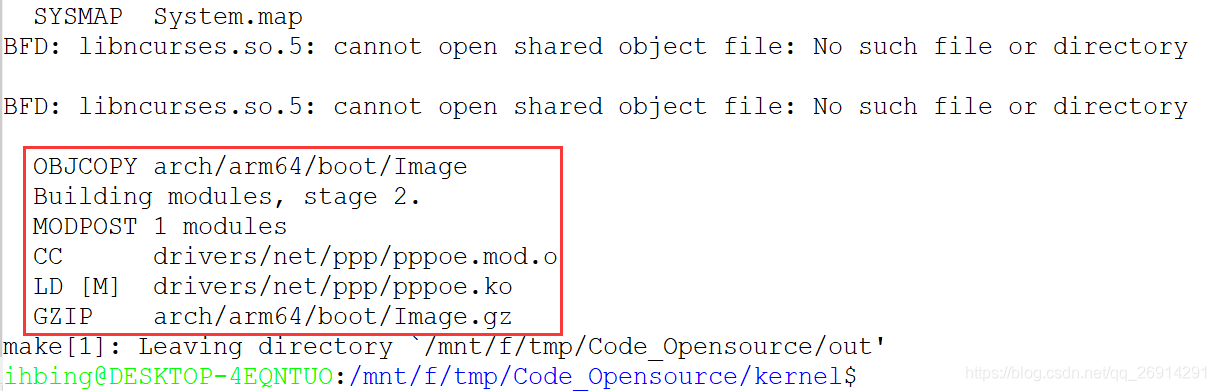 SYSMAP  System.map
BFD: libncurses.so.5: cannot open shared object file: No such file or directory
BFD: libncurses.so.5: cannot open shared object file: No such file or directory
OBJCOPY arch/arm64/boot/Image
Building modules, stage 2.
MODPOST 1 modules
CC      drivers/net/ppp/pppoe.mod.o
LD [M]  drivers/net/ppp/pppoe.ko
GZIP    arch/arm64/boot/Image.gz
make[1]: Leaving directory `/mnt/f/tmp/Code_Opensource/out'
ihbing@DESKTOP-4EQNTUO:/mnt/f/tmp/Code_Opensource/kernel$
https://blog.csdn.net/qq_26914291